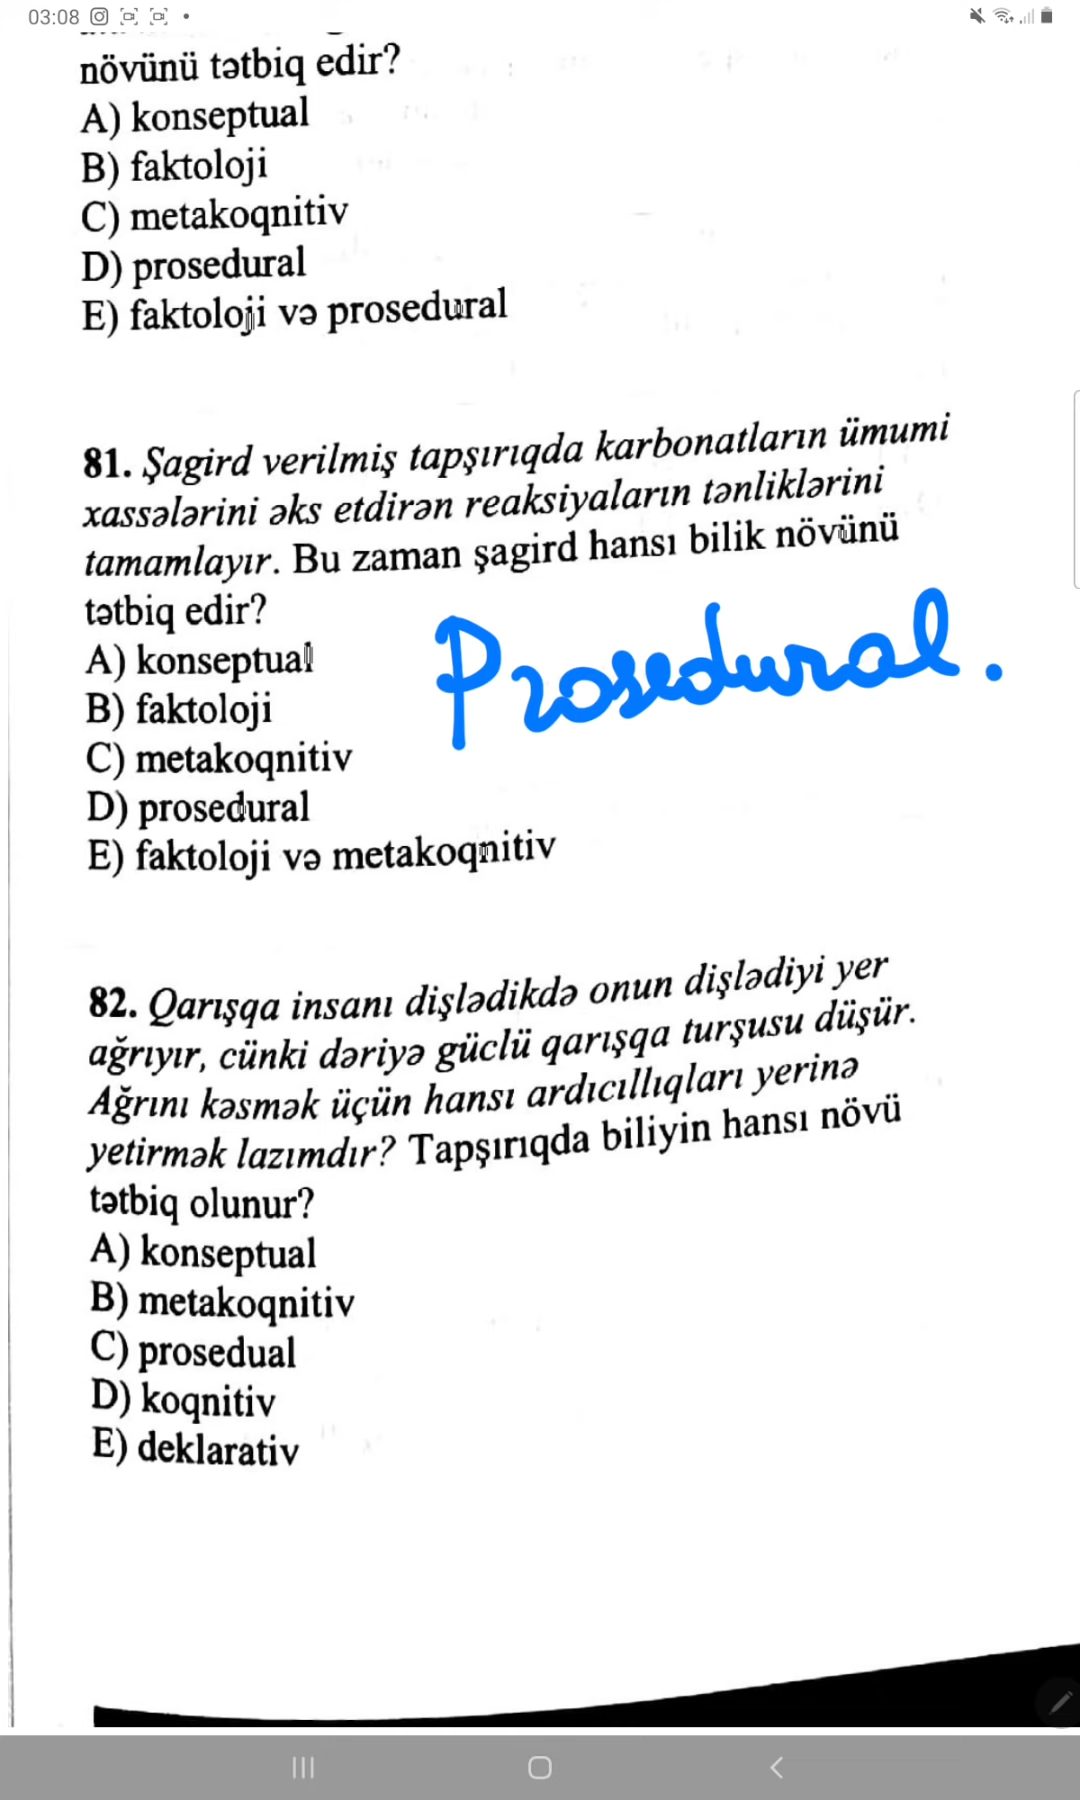 03:08
növünü tətbiq edir?
A) konseptual
B) faktoloji
C) metakoqnitiv
D) prosedural
E) faktoloji və prosedural
81. Şagird verilmiş tapşırıqda karbonatların ümumi
xassələrini əks etdirən reaksiyaların tənliklərini
tamamlayır. Bu zaman şagird hansı bilik növünü
tətbiq edir?
Prosedural.
A) konseptual
B) faktoloji
C) metakoqnitiv
D) prosedural
E) faktoloji və metakoqnitiv
82. Qarışqa insanı dişlədikdə onun dişlədiyi yer
ağrıyır, cünki dəriyə güclü qarışqa turşusu düşür.
Ağrını kəsmək üçün hansı ardıcıllıqları yerinə
yetirmək lazımdır? Tapşırıqda biliyin hansı növü
tətbiq olunur?
A) konseptual
B) metakoqnitiv
C) prosedual
D) koqnitiv
E) deklarativ